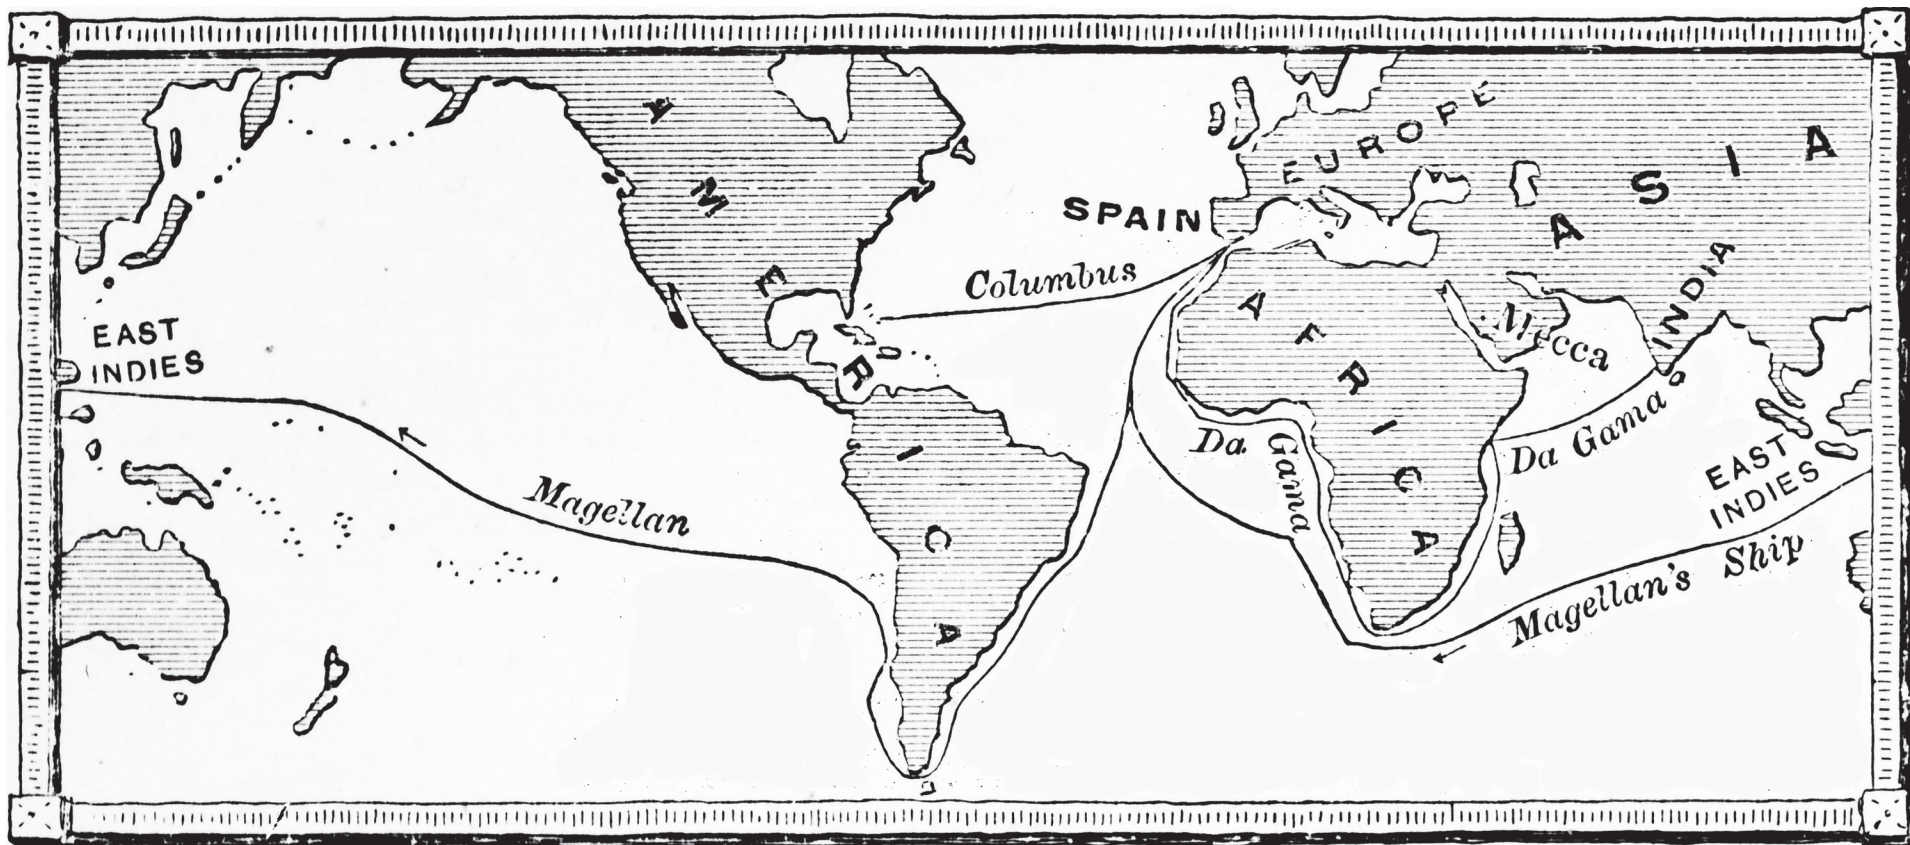 AMERICA
EUROPE
ASIA
SPAIN
Columbus
AFRICA
INDIA
Mecca
EAST
INDIES
Da Gama
Da Gama
EAST
INDIES
Magellan
Magellan's Ship